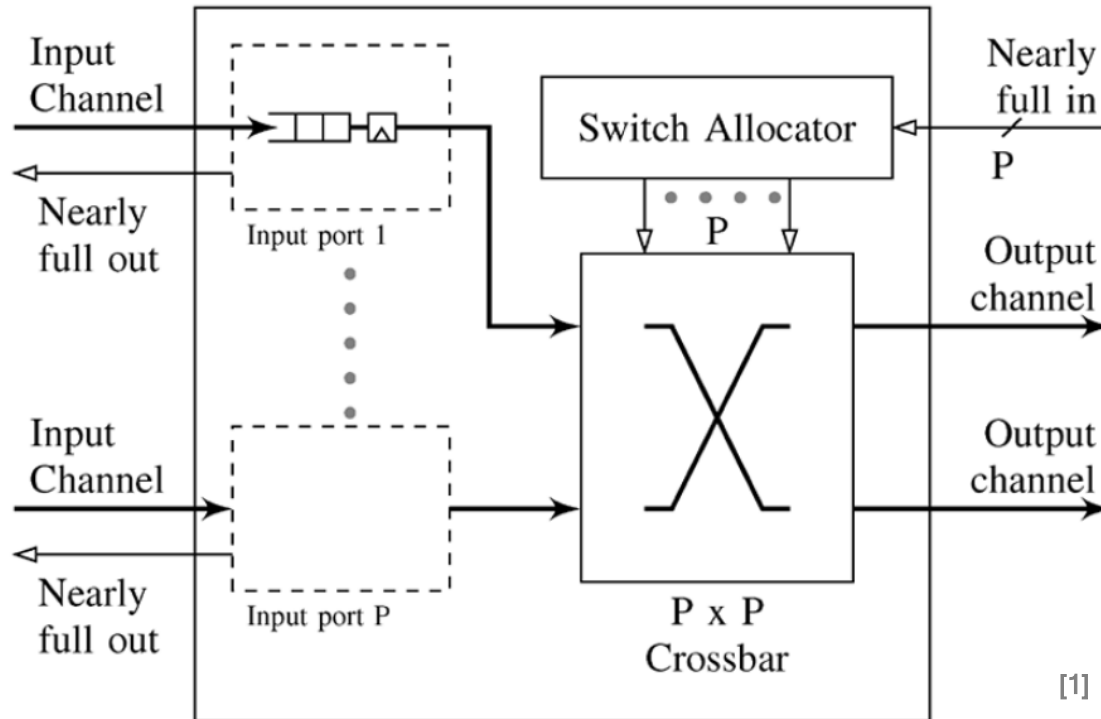 Input
Channel
Nearly
full out
Input port 1
Switch Allocator
P
Nearly
full in
P
Output
channel
Input
Channel
Nearly
full out
Input port P
Output
channel
P x P
Crossbar
[1]